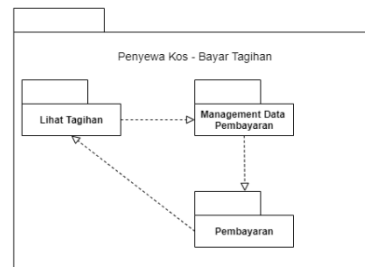 Penyewa Kos - Bayar Tagihan
Lihat Tagihan
Management Data
Pembayaran
Pembayaran